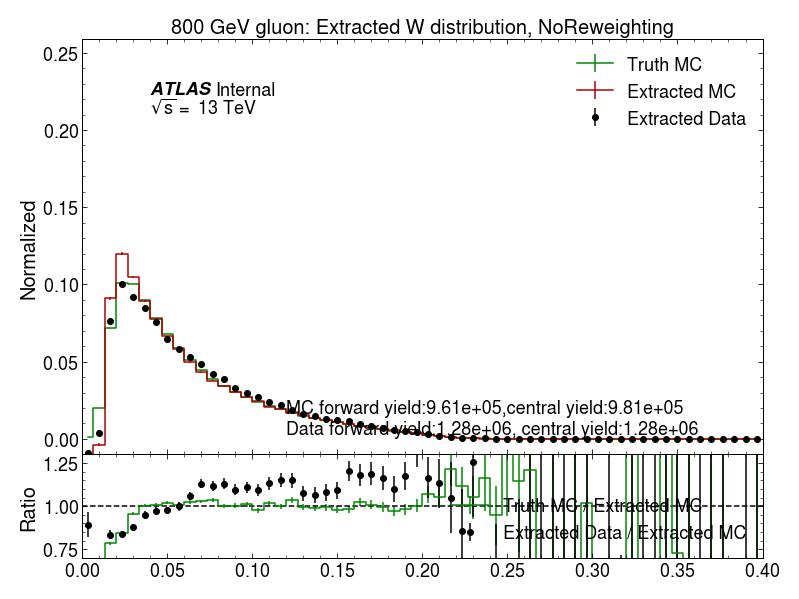 800 GeV gluon: Extracted W distribution, NoReweighting
0.25
0.20
0.15
0.10
0.05
0.00
Normalized
ATLAS Internal
√s = 13 TeV
Truth MC
Extracted MC
Extracted Data
MC forward yield:9.61e+05,central yield:9.81e+05
Data forward yield:1.28e+06, central yield:1.28e+06
1.25
1.00
0.75
Ratio
Truth MC / Extracted MC
Extracted Data / Extracted MC
0.00 0.05 0.10 0.15 0.20 0.25 0.30 0.35 0.40